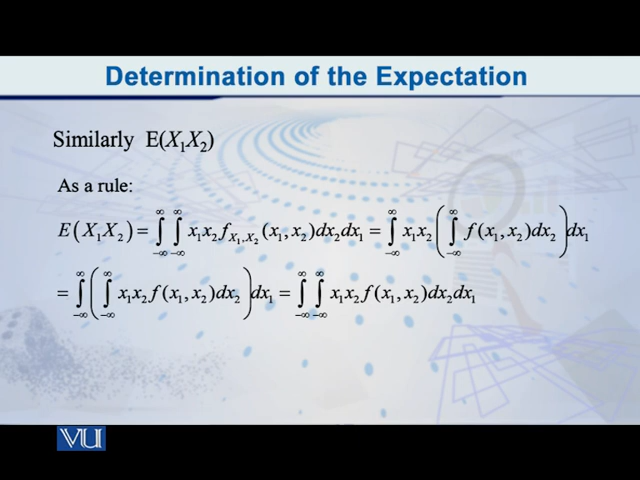 Determination of the Expectation
Similarly E(X₁X₂)
As a rule:
E(X₁X₂) = ∫_{-∞}^{∞} ∫_{-∞}^{∞} x₁x₂ f_{X₁,X₂}(x₁,x₂)dx₂dx₁ = ∫_{-∞}^{∞} x₁x₂ ( ∫_{-∞}^{∞} f(x₁,x₂)dx₂ ) dx₁
= ∫_{-∞}^{∞} ( ∫_{-∞}^{∞} x₁x₂ f(x₁,x₂)dx₂ ) dx₁ = ∫_{-∞}^{∞} ∫_{-∞}^{∞} x₁x₂ f(x₁,x₂)dx₂dx₁
VU